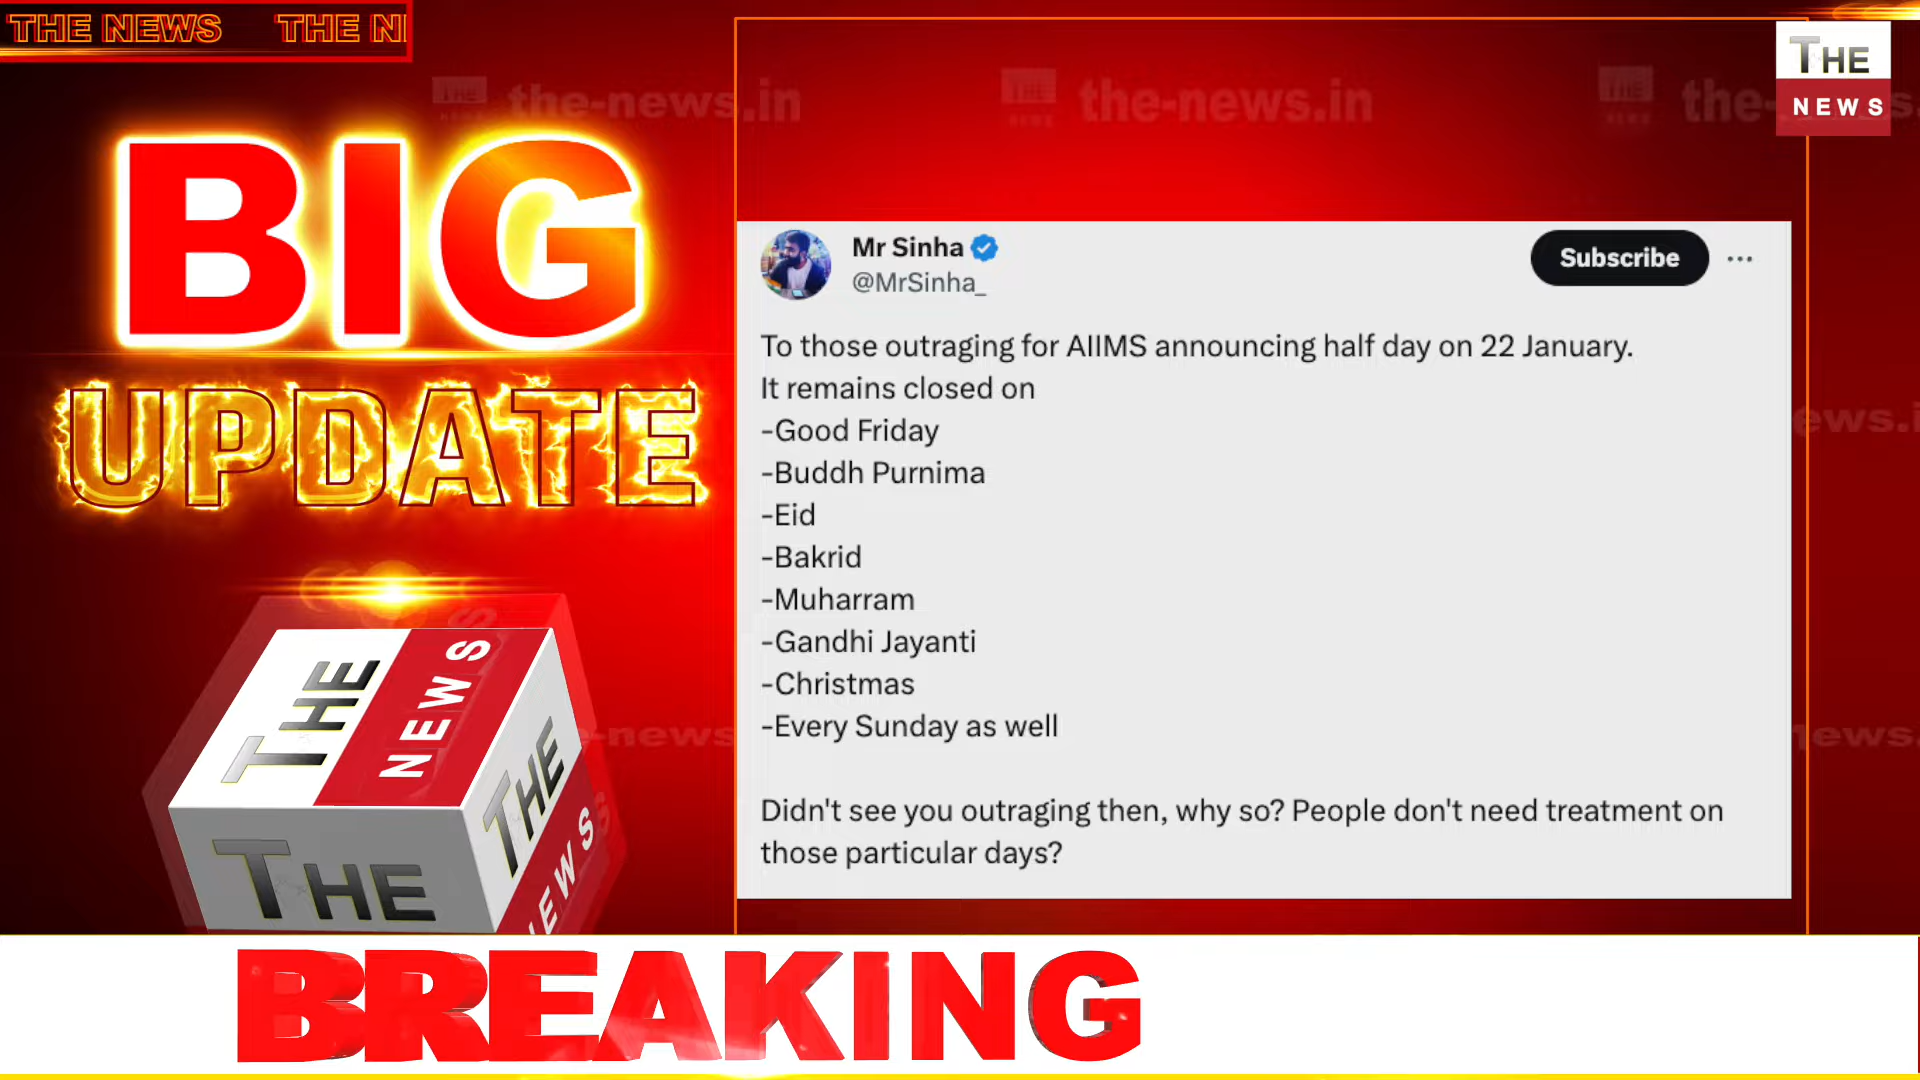 THE NEWS THE N
THE
NEWS
the-news.in
the-news.in
the-
BIG
UPDATE
Mr Sinha
@MrSinha_
Subscribe
To those outraging for AIIMS announcing half day on 22 January.
It remains closed on
-Good Friday
-Buddh Purnima
-Eid
-Bakrid
-Muharram
-Gandhi Jayanti
-Christmas
-Every Sunday as well
Didn't see you outraging then, why so? People don't need treatment on
those particular days?
THE
NEWS
THE
NEWS
THE
BREAKING